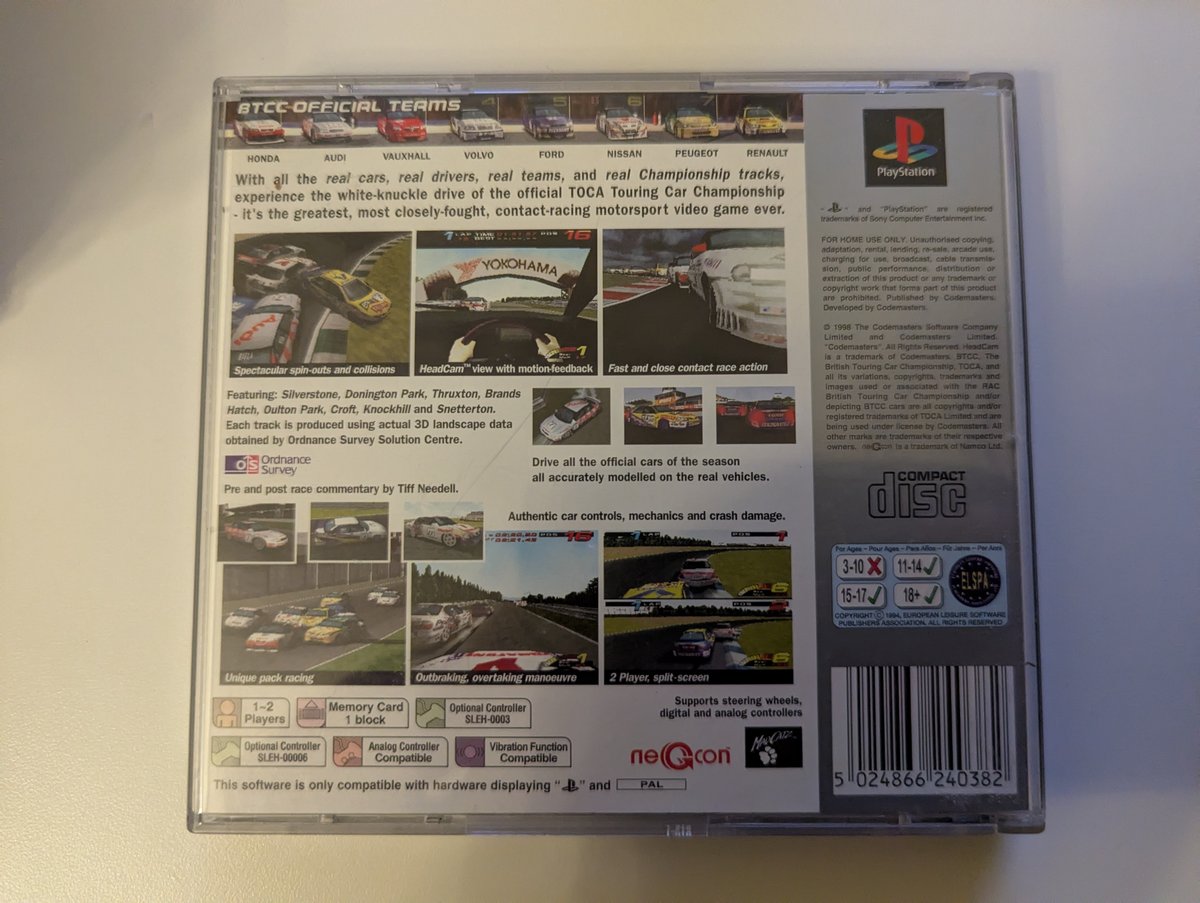 BTCC OFFICIAL TEAMS
HONDA AUDI VAUXHALL VOLVO FORD NISSAN PEUGEOT RENAULT
With all the real cars, real drivers, real teams, and real Championship tracks,
experience the white-knuckle drive of the official TOCA Touring Car Championship
- it's the greatest, most closely-fought, contact-racing motorsport video game ever.
YOKOHAMA
Spectacular spin-outs and collisions
HeadCam™ view with motion-feedback
Fast and close contact race action
Featuring: Silverstone, Donington Park, Thruxton, Brands
Hatch, Oulton Park, Croft, Knockhill and Snetterton.
Each track is produced using actual 3D landscape data
obtained by Ordnance Survey Solution Centre.
Ordnance
Survey
Drive all the official cars of the season
all accurately modelled on the real vehicles.
Pre and post race commentary by Tiff Needell.
Authentic car controls, mechanics and crash damage.
Unique pack racing
Outbraking, overtaking manoeuvre
2 Player, split-screen
1~2
Players
Memory Card
1 block
Optional Controller
SLEH-0003
Optional Controller
SLEH-00006
Analog Controller
Compatible
Vibration Function
Compatible
Supports steering wheels,
digital and analog controllers
neGcon™
MadCatz
This software is only compatible with hardware displaying " " and PAL
PlayStation
" " and "PlayStation" are registered
trademarks of Sony Computer Entertainment Inc.
FOR HOME USE ONLY. Unauthorised copying,
adaptation, rental, lending, re-sale, arcade use,
charging for use, broadcast, cable transmis-
sion, public performance, distribution or
extraction of this product or any trademark or
copyright work that forms part of this product
are prohibited. Published by Codemasters.
Developed by Codemasters.
© 1998 The Codemasters Software Company
Limited and Codemasters Limited.
"Codemasters". All Rights Reserved. HeadCam
is a trademark of Codemasters. BTCC, The
British Touring Car Championship, TOCA, and
all its variations, copyrights, trademarks and
images used or associated with the RAC
British Touring Car Championship and/or
depicting BTCC cars are all copyrights and/or
registered trademarks of TOCA Limited and are
being used under license by Codemasters. All
other marks are trademarks of their respective
owners. neGcon is a trademark of Namco Ltd.
COMPACT
disc
For Ages – Pour Ages – Para Años – Für Jahre – Per Anni
3-10 11-14
15-17 18+
ELSPA
COPYRIGHT © 1994, EUROPEAN LEISURE SOFTWARE
PUBLISHERS ASSOCIATION. ALL RIGHTS RESERVED
5 024866 240382